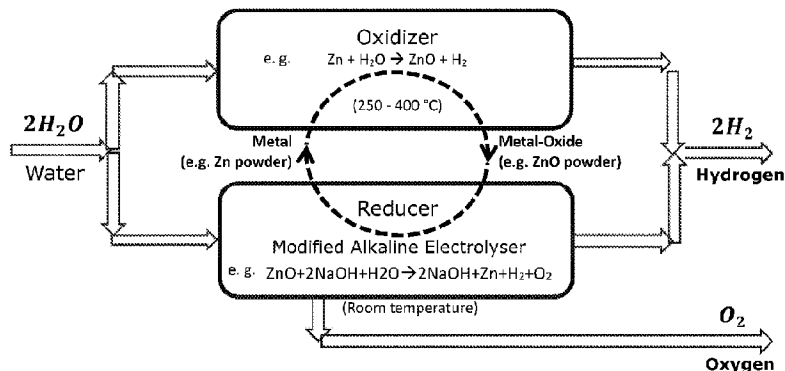 Oxidizer
e. g. Zn + H₂O → ZnO + H₂
(250 - 400 °C)
2H₂O
Water
Metal
(e.g. Zn powder)
Metal-Oxide
(e.g. ZnO powder)
2H₂
Hydrogen
Reducer
Modified Alkaline Electrolyser
e. g. ZnO+2NaOH+H2O→2NaOH+Zn+H₂+O₂
(Room temperature)
O₂
Oxygen